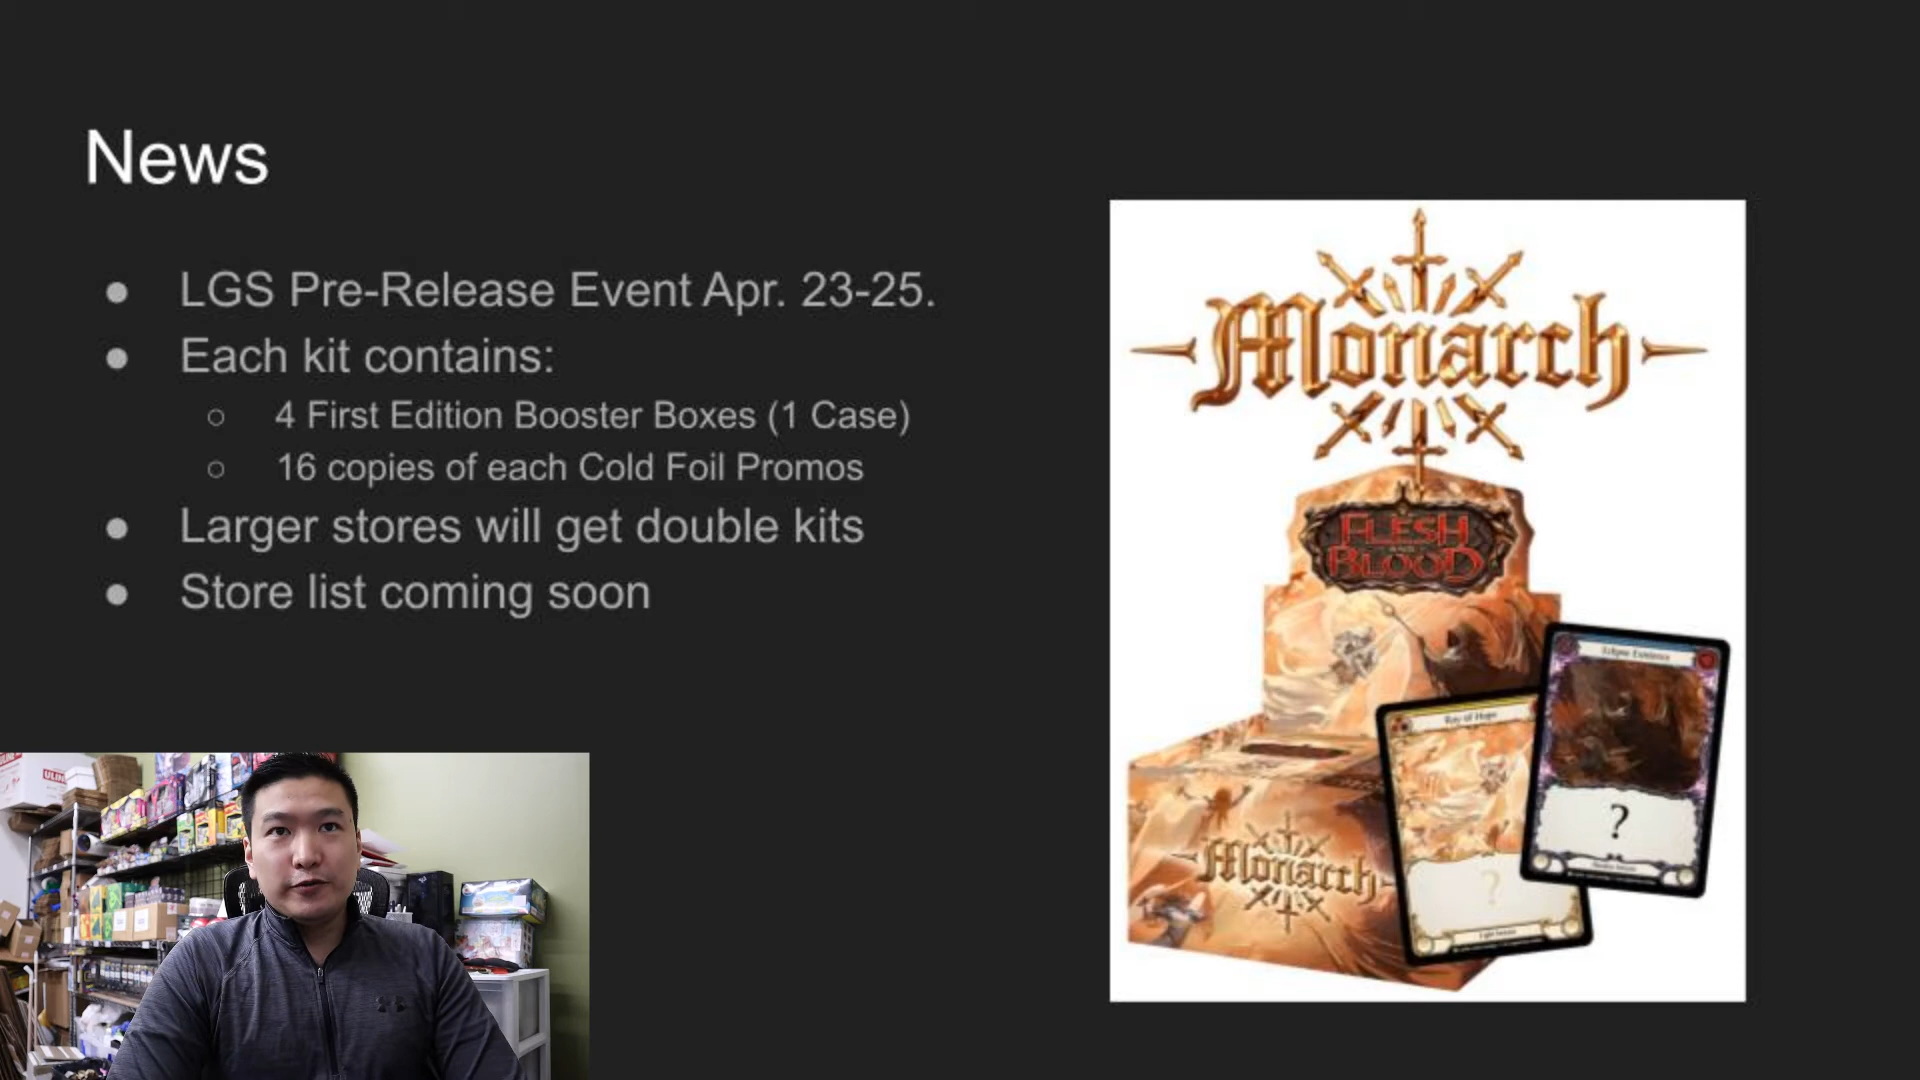 News
LGS Pre-Release Event Apr. 23-25.
Each kit contains:
4 First Edition Booster Boxes (1 Case)
16 copies of each Cold Foil Promos
Larger stores will get double kits
Store list coming soon
Monarch
FLESH
AND
BLOOD
Eclipse Existence
Ray of Hope
?
Monarch
?
ULINE